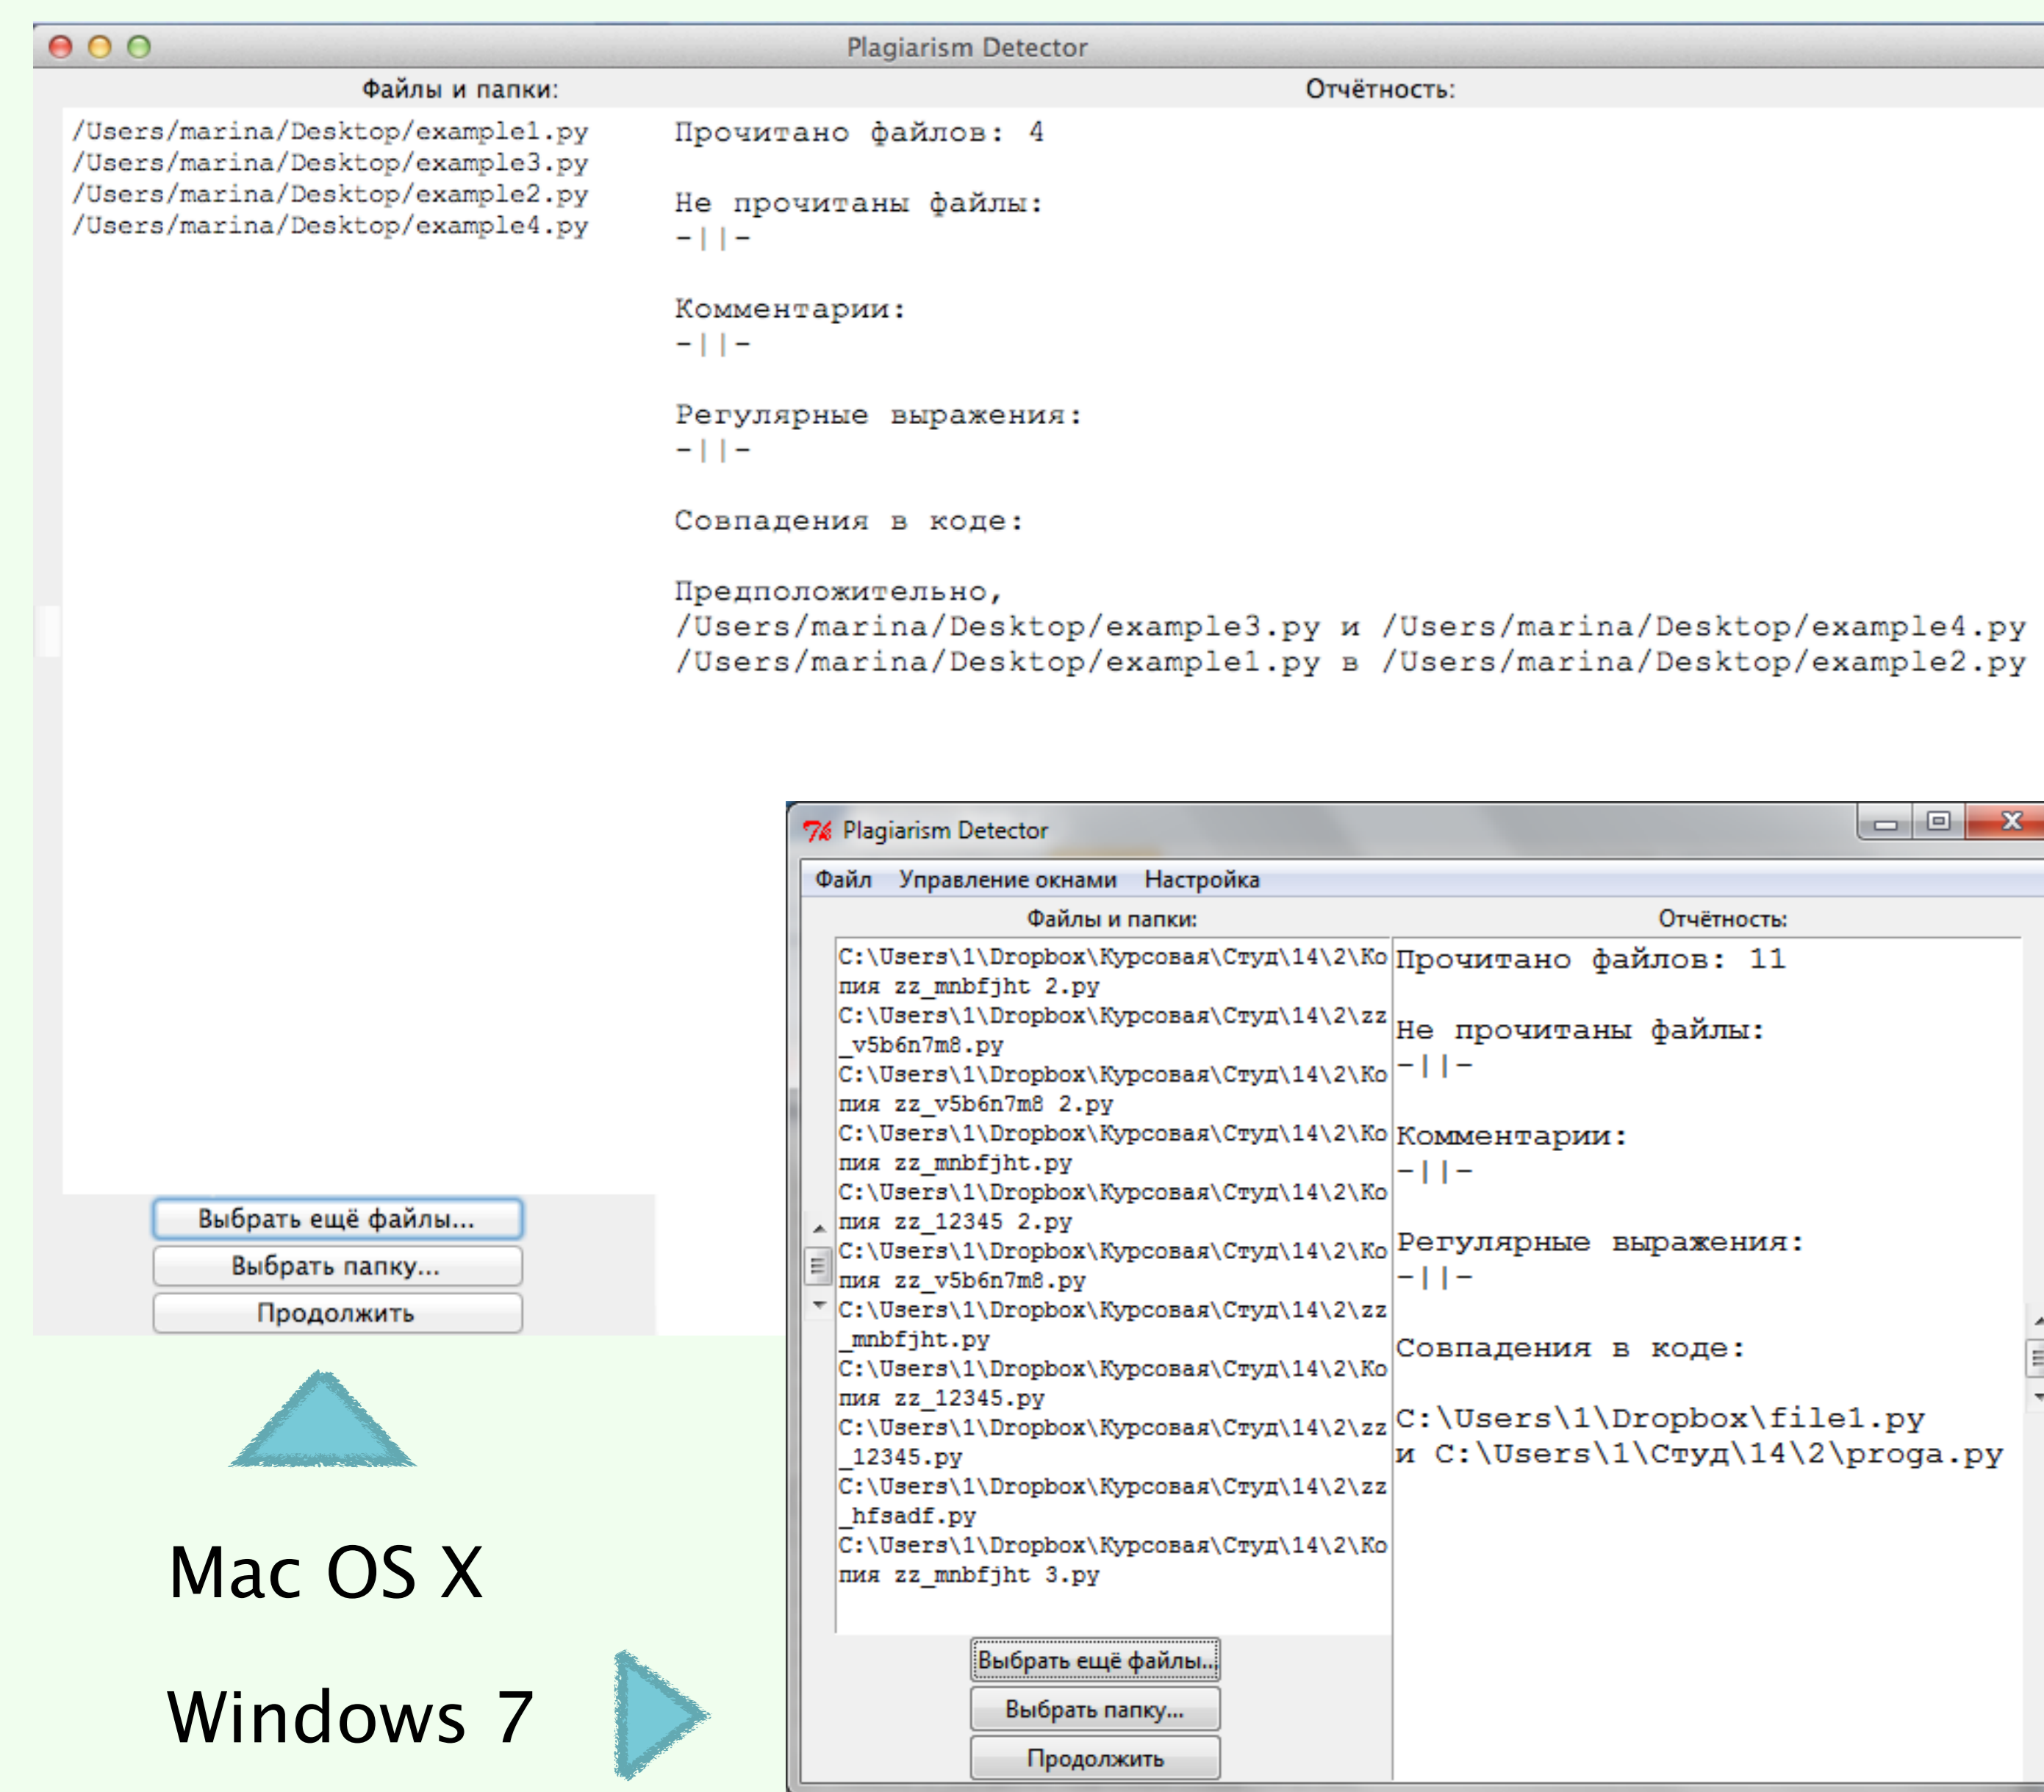 Plagiarism Detector
Файлы и папки:
Отчётность:
/Users/marina/Desktop/example1.py
/Users/marina/Desktop/example3.py
/Users/marina/Desktop/example2.py
/Users/marina/Desktop/example4.py
Прочитано файлов: 4
Не прочитаны файлы:
-||-
Комментарии:
-||-
Регулярные выражения:
-||-
Совпадения в коде:
Предположительно,
/Users/marina/Desktop/example3.py и /Users/marina/Desktop/example4.py
/Users/marina/Desktop/example1.py в /Users/marina/Desktop/example2.py
Выбрать ещё файлы...
Выбрать папку...
Продолжить
Mac OS X
Windows 7
Plagiarism Detector
Файл Управление окнами Настройка
Файлы и папки:
Отчётность:
C:\Users\1\Dropbox\Курсовая\Студ\14\2\Ко
пия zz_mnbfjht 2.py
C:\Users\1\Dropbox\Курсовая\Студ\14\2\zz
_v5b6n7m8.py
C:\Users\1\Dropbox\Курсовая\Студ\14\2\Ко
пия zz_v5b6n7m8 2.py
C:\Users\1\Dropbox\Курсовая\Студ\14\2\Ко
пия zz_mnbfjht.py
C:\Users\1\Dropbox\Курсовая\Студ\14\2\Ко
пия zz_12345 2.py
C:\Users\1\Dropbox\Курсовая\Студ\14\2\Ко
пия zz_v5b6n7m8.py
C:\Users\1\Dropbox\Курсовая\Студ\14\2\zz
_mnbfjht.py
C:\Users\1\Dropbox\Курсовая\Студ\14\2\Ко
пия zz_12345.py
C:\Users\1\Dropbox\Курсовая\Студ\14\2\zz
_12345.py
C:\Users\1\Dropbox\Курсовая\Студ\14\2\zz
_hfsadf.py
C:\Users\1\Dropbox\Курсовая\Студ\14\2\Ко
пия zz_mnbfjht 3.py
Прочитано файлов: 11
Не прочитаны файлы:
-||-
Комментарии:
-||-
Регулярные выражения:
-||-
Совпадения в коде:
C:\Users\1\Dropbox\file1.py
и C:\Users\1\Студ\14\2\proga.py
Выбрать ещё файлы...
Выбрать папку...
Продолжить